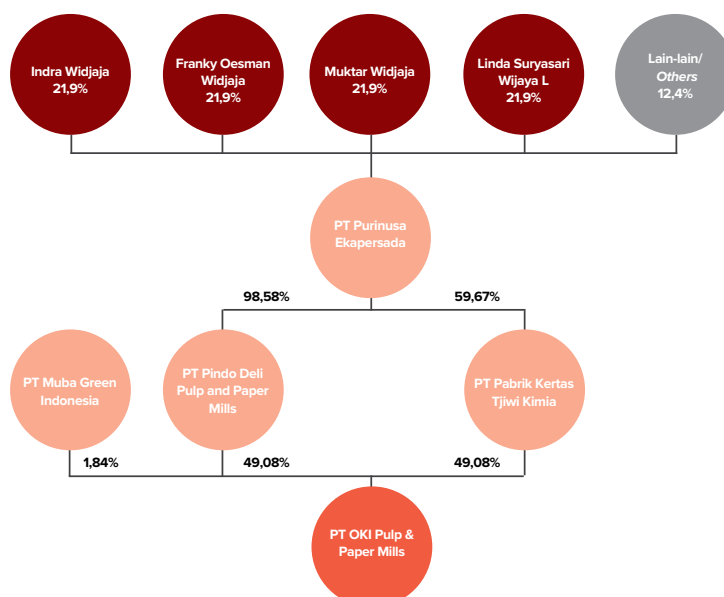 Indra Widjaja
21,9%
Franky Oesman
Widjaja
21,9%
Muktar Widjaja
21,9%
Linda Suryasari
Wijaya L
21,9%
Lain-lain/
Others
12,4%
PT Purinusa
Ekapersada
98,58%
59,67%
PT Muba Green
Indonesia
PT Pindo Deli
Pulp and Paper
Mills
PT Pabrik Kertas
Tjiwi Kimia
1,84%
49,08%
49,08%
PT OKI Pulp &
Paper Mills